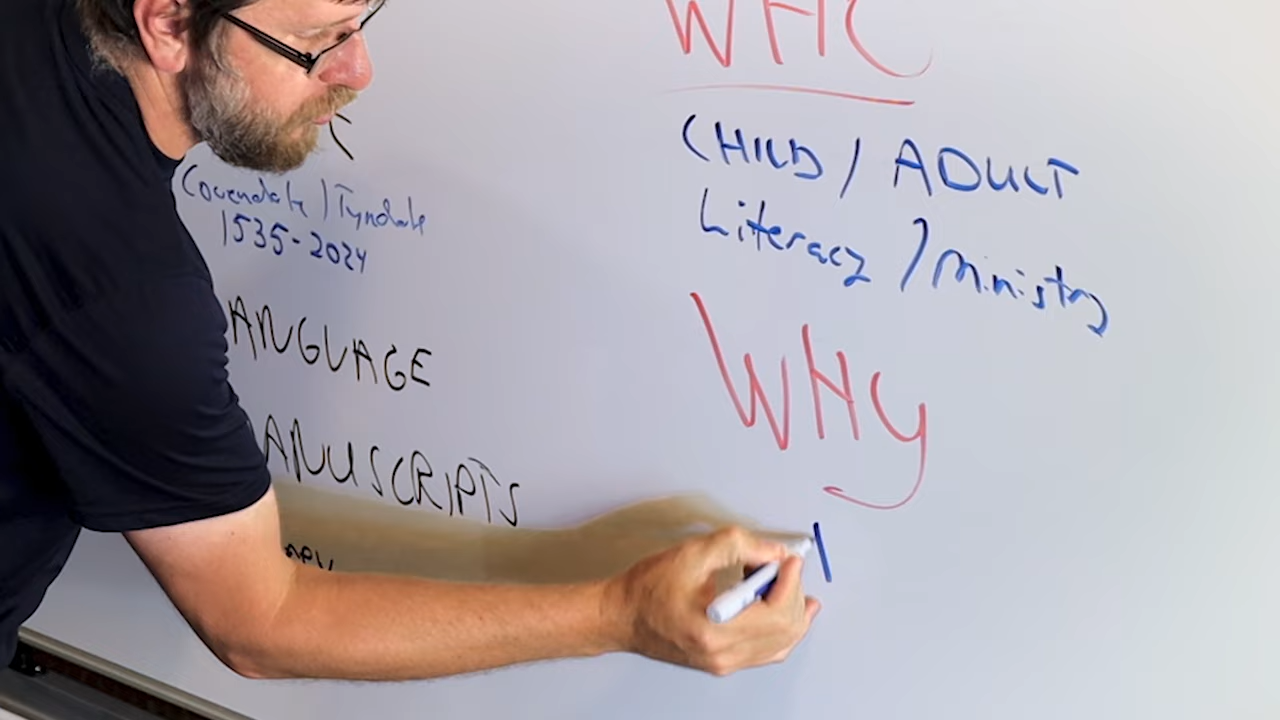 Coverdale / Tyndale
1535-2024
ANGUAGE
ANUSCRIPTS
WHO
CHILD / ADULT
Literacy / Ministry
WHY